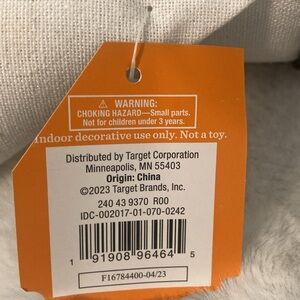 ⚠ WARNING:
CHOKING HAZARD—Small parts.
Not for children under 3 years.
Indoor decorative use only. Not a toy.
Distributed by Target Corporation
Minneapolis, MN 55403
Origin: China
©2023 Target Brands, Inc.
240 43 9370 R00
IDC-002017-01-070-0242
1 91908 96464 5
F16784400-04/23